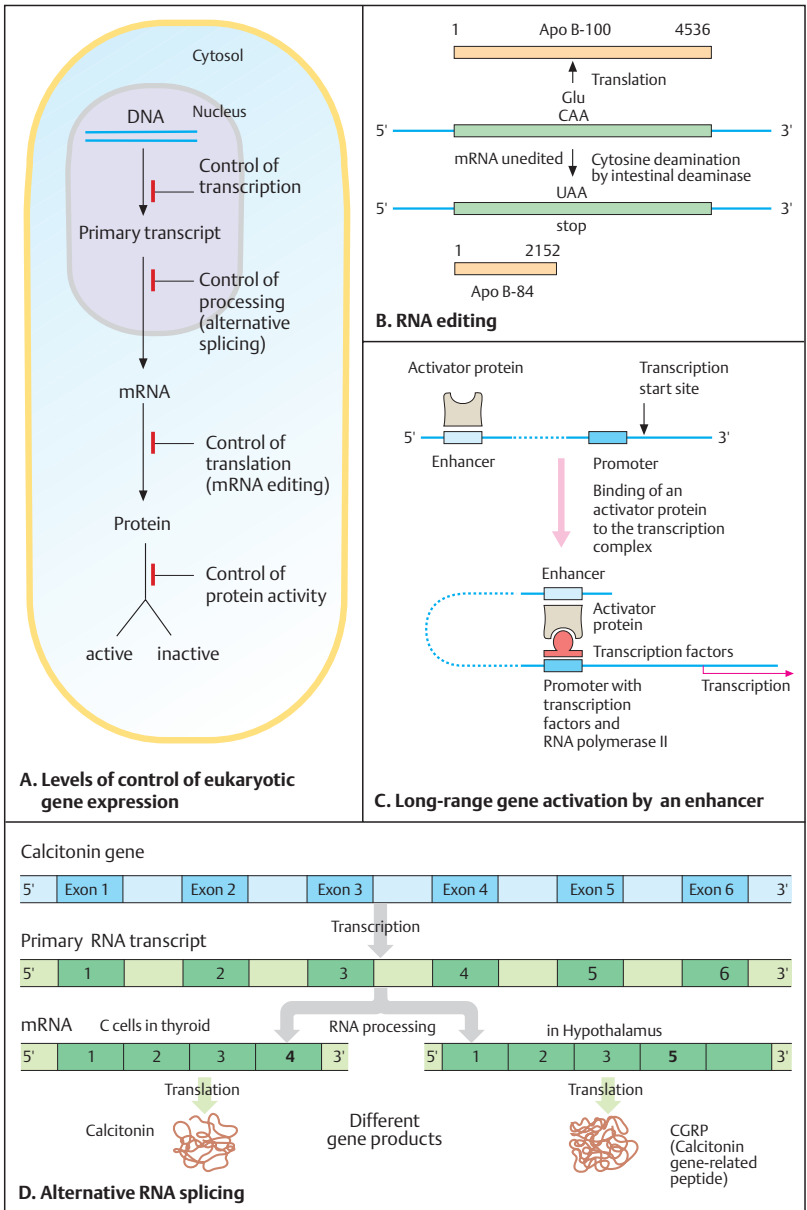 Cytosol
Nucleus
DNA
Control of
transcription
Primary transcript
Control of
processing
(alternative
splicing)
mRNA
Control of
translation
(mRNA editing)
Protein
Control of
protein activity
active
inactive
A. Levels of control of eukaryotic
gene expression
1 Apo B-100 4536
Translation
Glu
CAA
5' 3'
mRNA unedited
Cytosine deamination
by intestinal deaminase
UAA
5' 3'
stop
1 2152
Apo B-84
B. RNA editing
Activator protein
Transcription
start site
5' 3'
Enhancer
Promoter
Binding of an
activator protein
to the transcription
complex
Enhancer
Activator
protein
Transcription factors
Promoter with
transcription
factors and
RNA polymerase II
Transcription
C. Long-range gene activation by an enhancer
Calcitonin gene
5' Exon 1 Exon 2 Exon 3 Exon 4 Exon 5 Exon 6 3'
Transcription
Primary RNA transcript
5' 1 2 3 4 5 6 3'
mRNA C cells in thyroid RNA processing in Hypothalamus
5' 1 2 3 4 3' 5' 1 2 3 5 3'
Translation
Translation
Calcitonin
Different
gene products
CGRP
(Calcitonin
gene-related
peptide)
D. Alternative RNA splicing